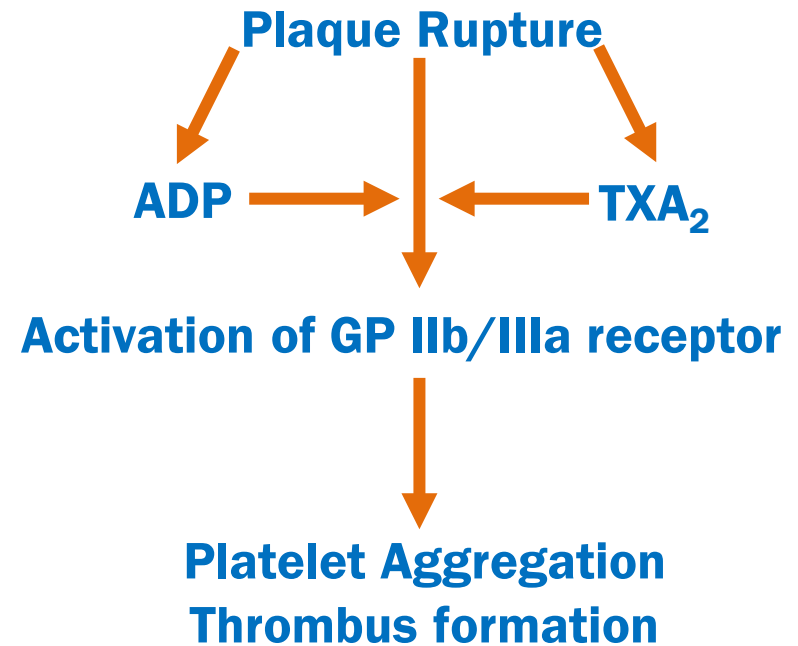 Plaque Rupture
ADP
TXA₂
Activation of GP IIb/IIIa receptor
Platelet Aggregation
Thrombus formation